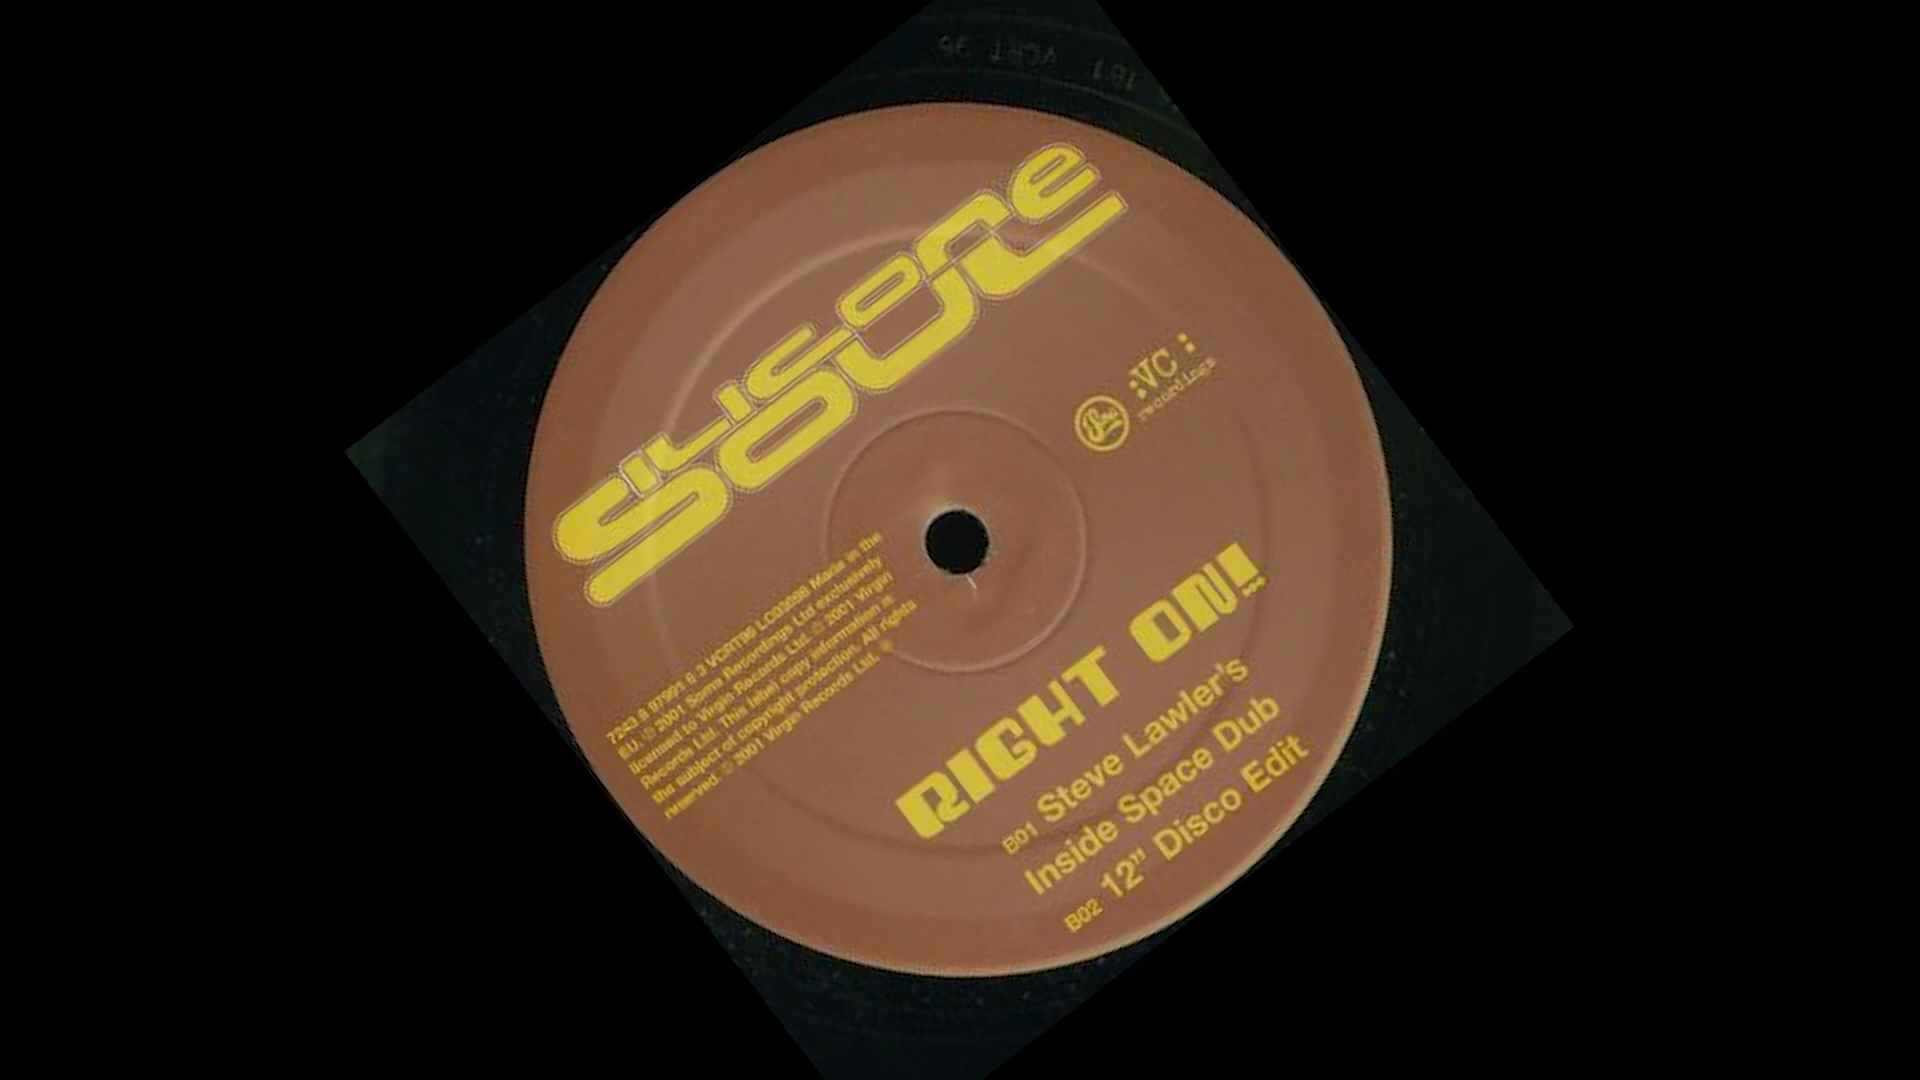 SILICONE
SOUL
:VC :
recordings
Soma
7243 8 97991 6 3 VCRT96 LC03098 Made in the
EU. ℗ 2001 Soma Recordings Ltd exclusively
licensed to Virgin Records Ltd. © 2001 Virgin
Records Ltd. This label copy information is
the subject of copyright protection. All rights
reserved. © 2001 Virgin Records Ltd.
RIGHT ON!
B01 Steve Lawler's
Inside Space Dub
B02 12" Disco Edit
VCRT 96